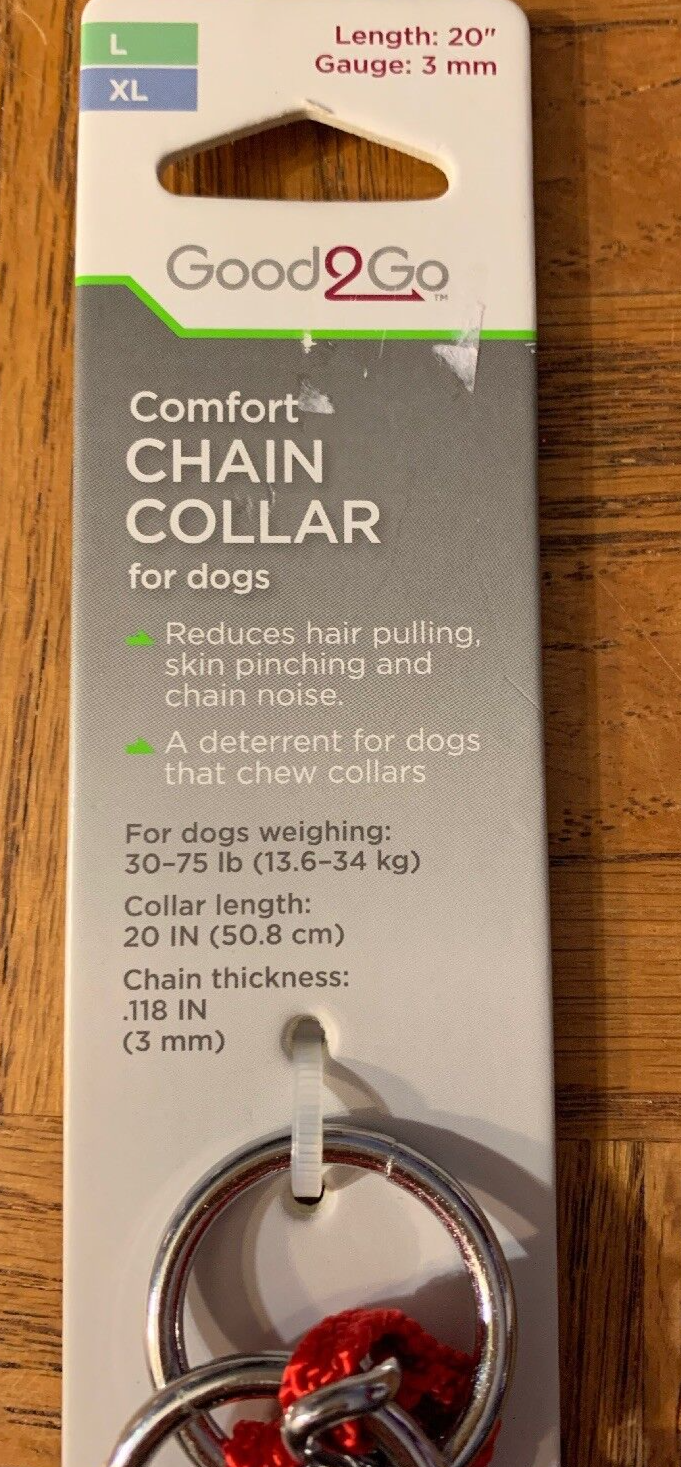 L
XL
Length: 20"
Gauge: 3 mm
Good2Go™
Comfort
CHAIN
COLLAR
for dogs
Reduces hair pulling,
skin pinching and
chain noise.
A deterrent for dogs
that chew collars
For dogs weighing:
30–75 lb (13.6–34 kg)
Collar length:
20 IN (50.8 cm)
Chain thickness:
.118 IN
(3 mm)